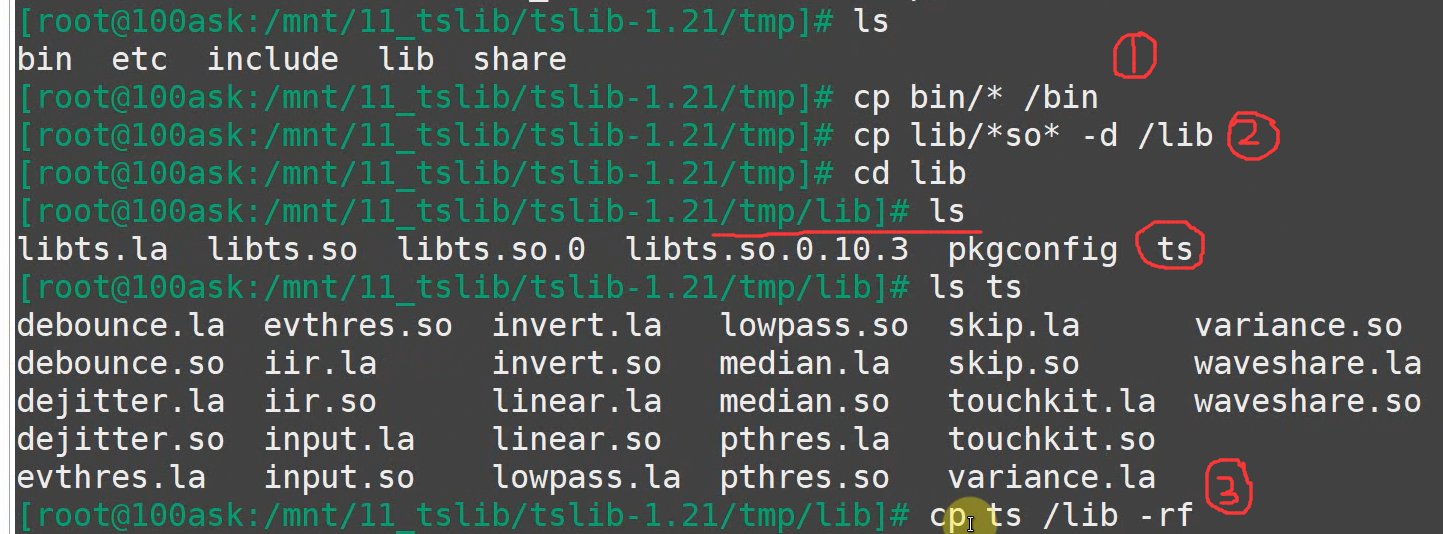 [root@100ask:/mnt/11_tslib/tslib-1.21/tmp]# ls
bin  etc  include  lib  share
1
[root@100ask:/mnt/11_tslib/tslib-1.21/tmp]# cp bin/* /bin
[root@100ask:/mnt/11_tslib/tslib-1.21/tmp]# cp lib/*so* -d /lib 2
[root@100ask:/mnt/11_tslib/tslib-1.21/tmp]# cd lib
[root@100ask:/mnt/11_tslib/tslib-1.21/tmp/lib]# ls
libts.la  libts.so  libts.so.0  libts.so.0.10.3  pkgconfig  ts
[root@100ask:/mnt/11_tslib/tslib-1.21/tmp/lib]# ls ts
debounce.la  evthres.so  invert.la   lowpass.so  skip.la      variance.so
debounce.so  iir.la      invert.so   median.la   skip.so      waveshare.la
dejitter.la  iir.so      linear.la   median.so   touchkit.la  waveshare.so
dejitter.so  input.la    linear.so   pthres.la   touchkit.so
evthres.la   input.so    lowpass.la  pthres.so   variance.la
3
[root@100ask:/mnt/11_tslib/tslib-1.21/tmp/lib]# cp ts /lib -rf